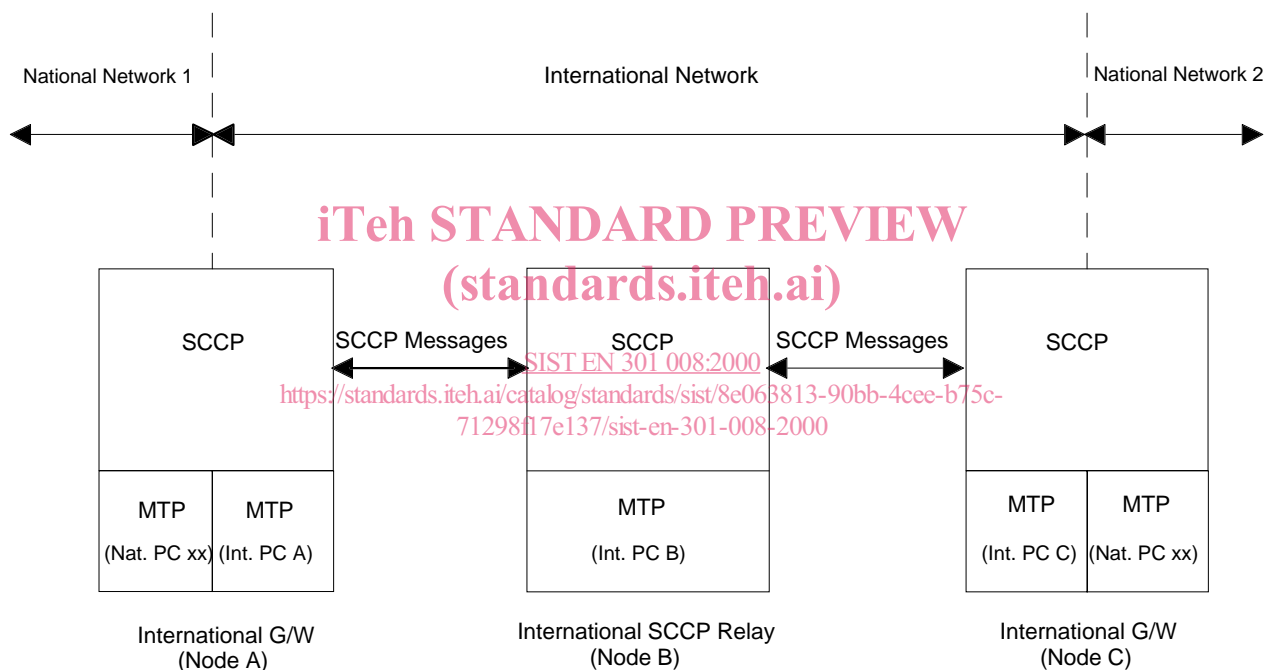 National Network 1
International Network
National Network 2
iTeh STANDARD PREVIEW
(standards.iteh.ai)
SCCP
SCCP Messages
SCCP
SCCP Messages
SCCP
SIST EN 301 008:2000
https://standards.iteh.ai/catalog/standards/sist/8e063813-90bb-4cee-b75c-
71298f17e137/sist-en-301-008-2000
MTP
(Nat. PC xx)
MTP
(Int. PC A)
MTP
(Int. PC B)
MTP
(Int. PC C)
MTP
(Nat. PC xx)
International G/W
(Node A)
International SCCP Relay
(Node B)
International G/W
(Node C)